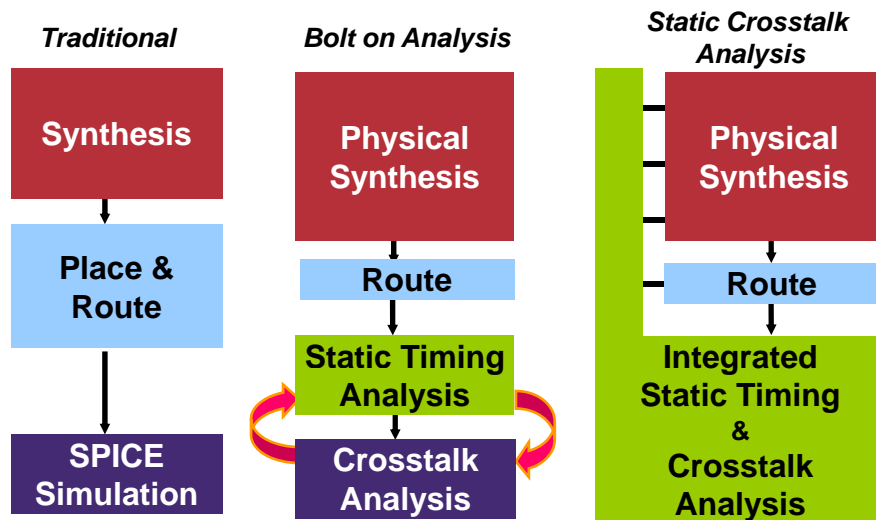 Traditional
Synthesis
Place &
Route
SPICE
Simulation
Bolt on Analysis
Physical
Synthesis
Route
Static Timing
Analysis
Crosstalk
Analysis
Static Crosstalk
Analysis
Physical
Synthesis
Route
Integrated
Static Timing
&
Crosstalk
Analysis